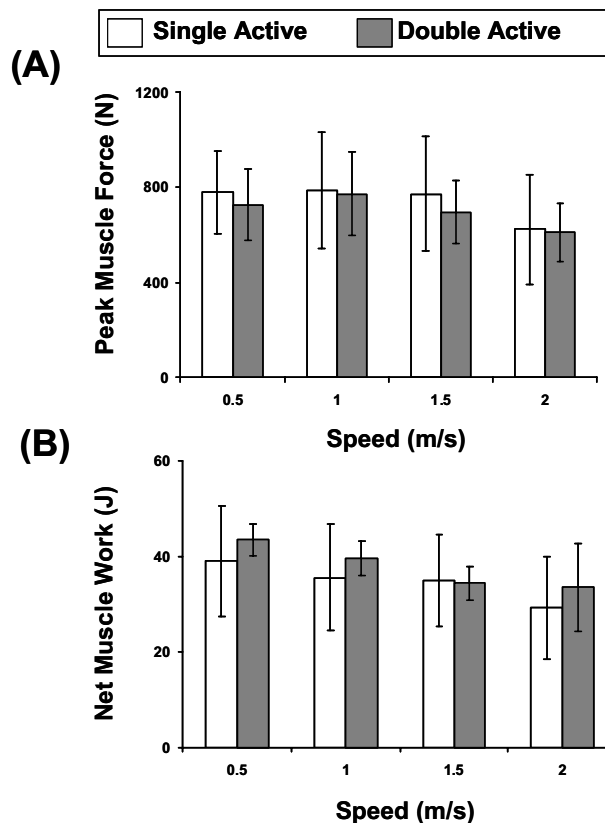 Single Active Double Active
(A)
Peak Muscle Force (N)
1200
800
400
0
0.5 1 1.5 2
Speed (m/s)
(B)
Net Muscle Work (J)
60
40
20
0
0.5 1 1.5 2
Speed (m/s)